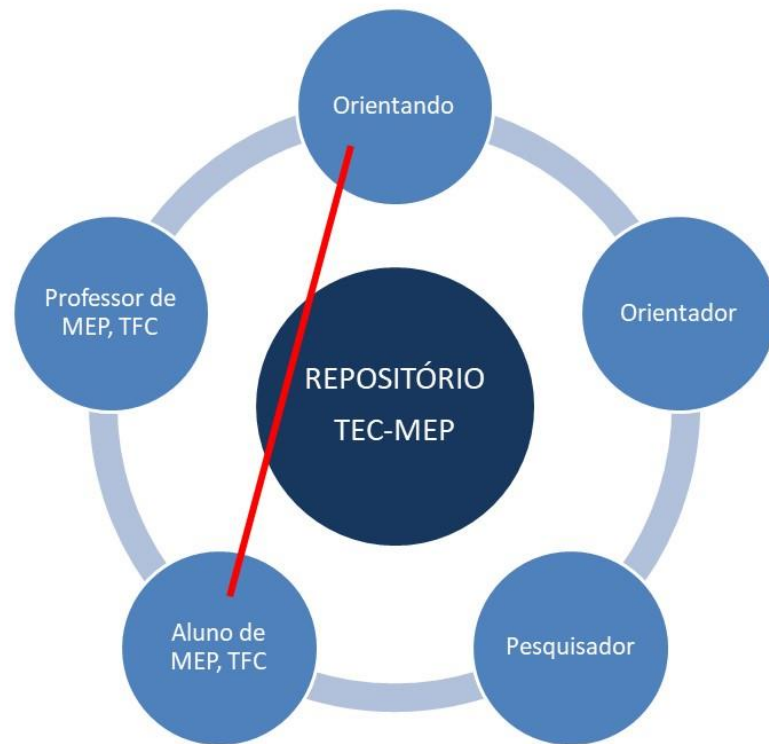 Orientando
Professor de
MEP, TFC
Orientador
REPOSITÓRIO
TEC-MEP
Aluno de
MEP, TFC
Pesquisador